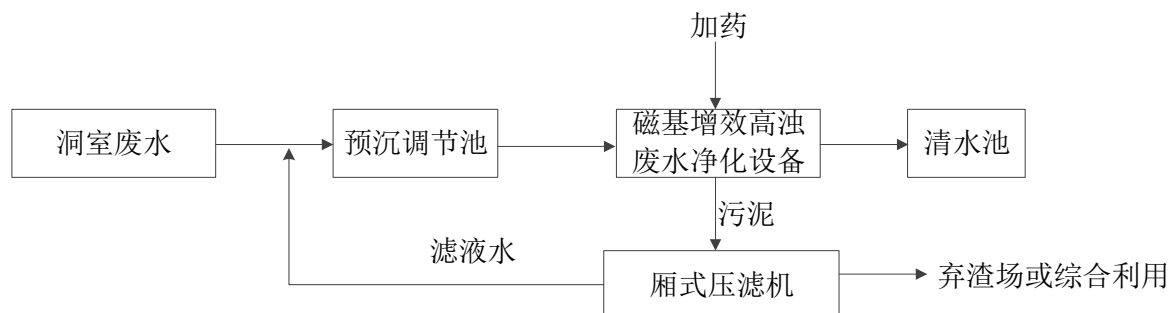 加药
洞室废水
预沉调节池
磁基增效高浊
废水净化设备
清水池
污泥
滤液水
厢式压滤机
弃渣场或综合利用